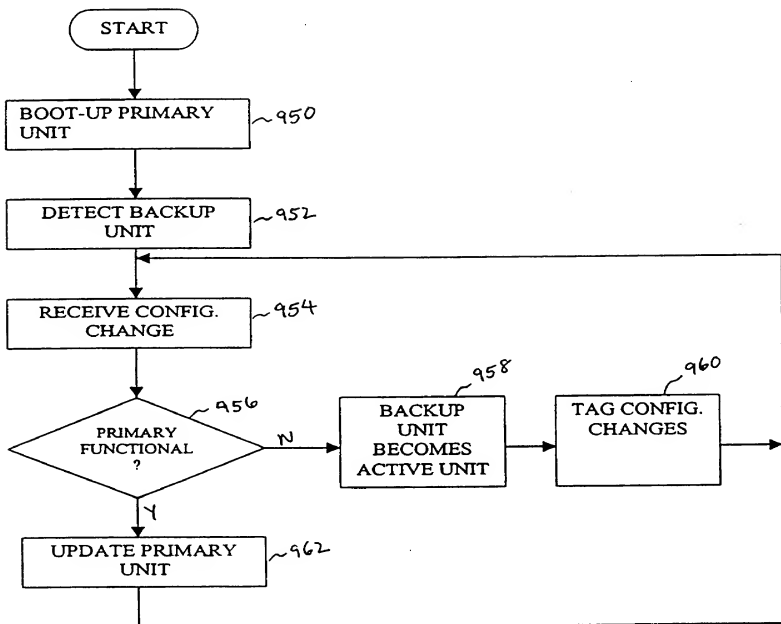 START
BOOT-UP PRIMARY
UNIT
950
DETECT BACKUP
UNIT
952
RECEIVE CONFIG.
CHANGE
954
PRIMARY
FUNCTIONAL
?
956
N
BACKUP
UNIT
BECOMES
ACTIVE UNIT
958
TAG CONFIG.
CHANGES
960
Y
UPDATE PRIMARY
UNIT
962